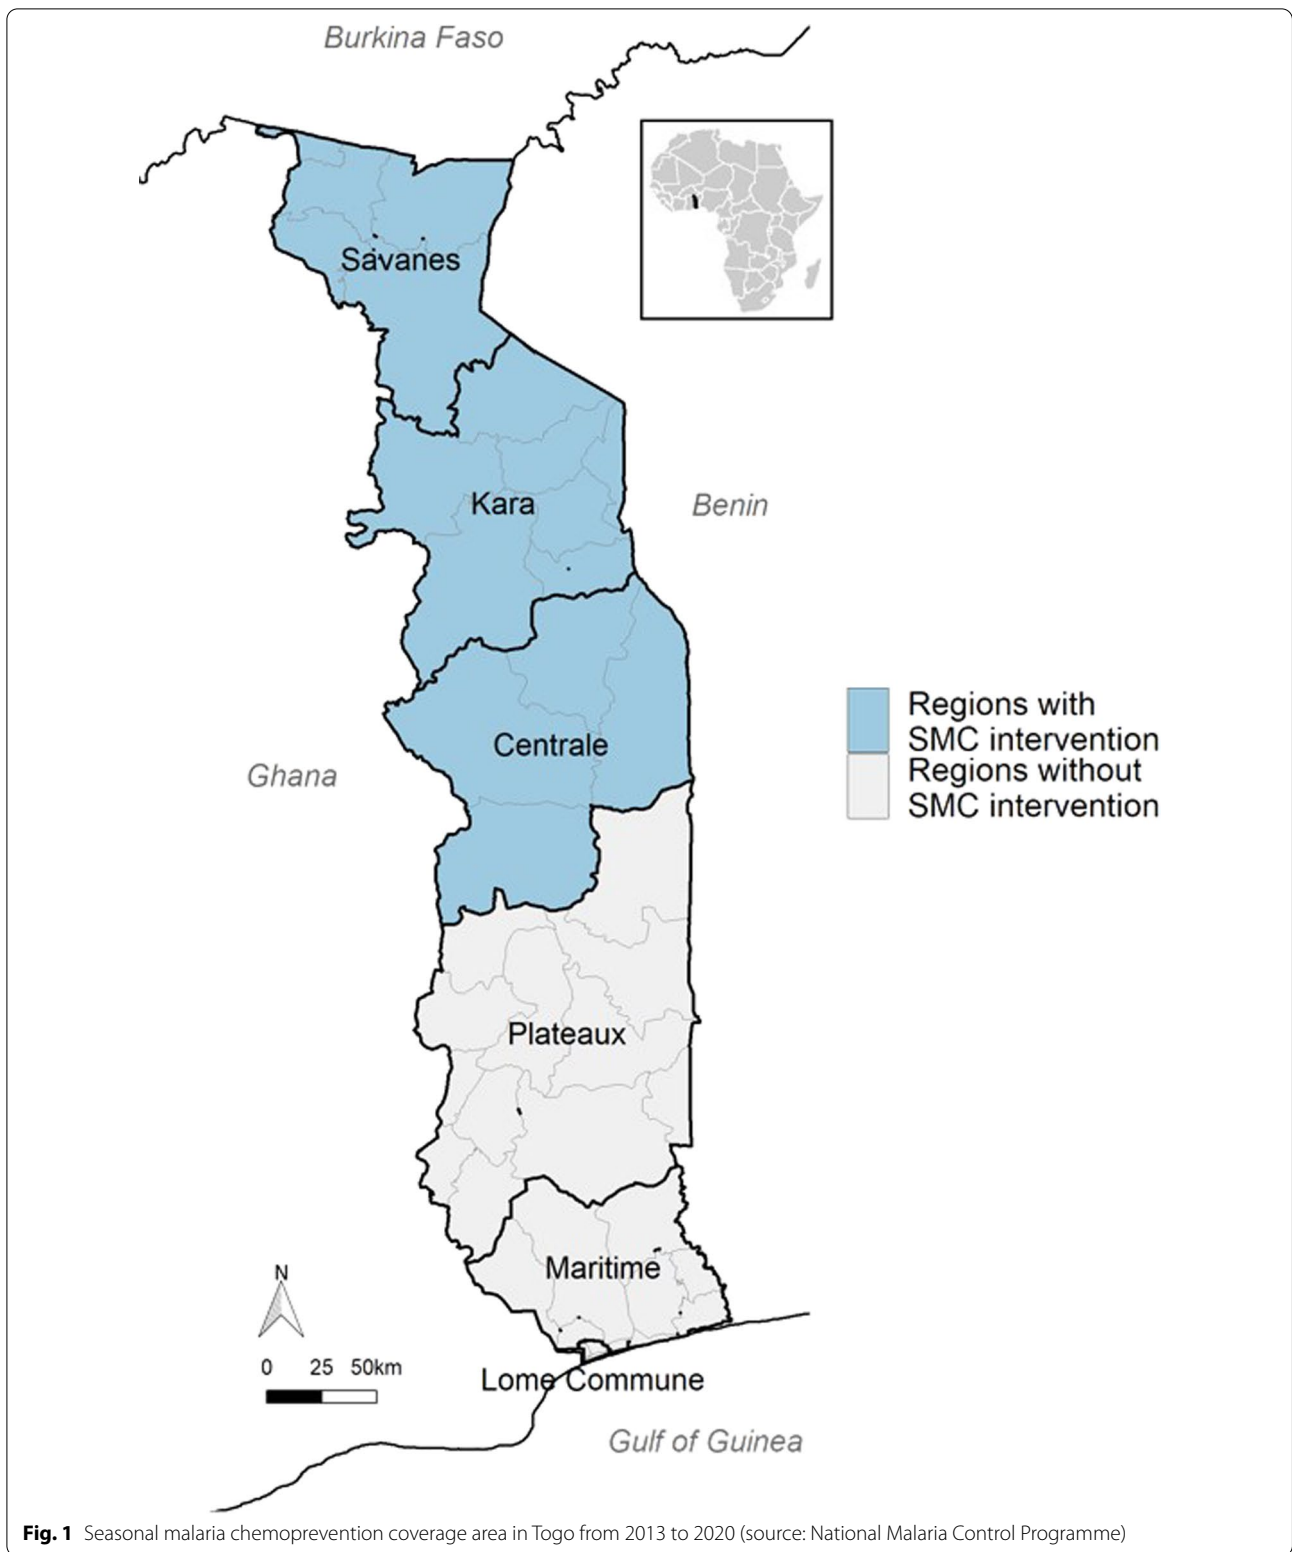 Burkina Faso
Savanes
Kara
Benin
Centrale
Ghana
Regions with
SMC intervention
Regions without
SMC intervention
Plateaux
Maritime
N
0 25 50km
Lome Commune
Gulf of Guinea
Fig. 1 Seasonal malaria chemoprevention coverage area in Togo from 2013 to 2020 (source: National Malaria Control Programme)